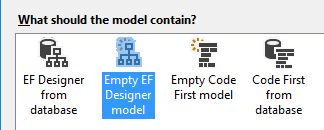 What should the model contain?
EF Designer Empty EF Empty Code Code First
from Designer First model from
database model database